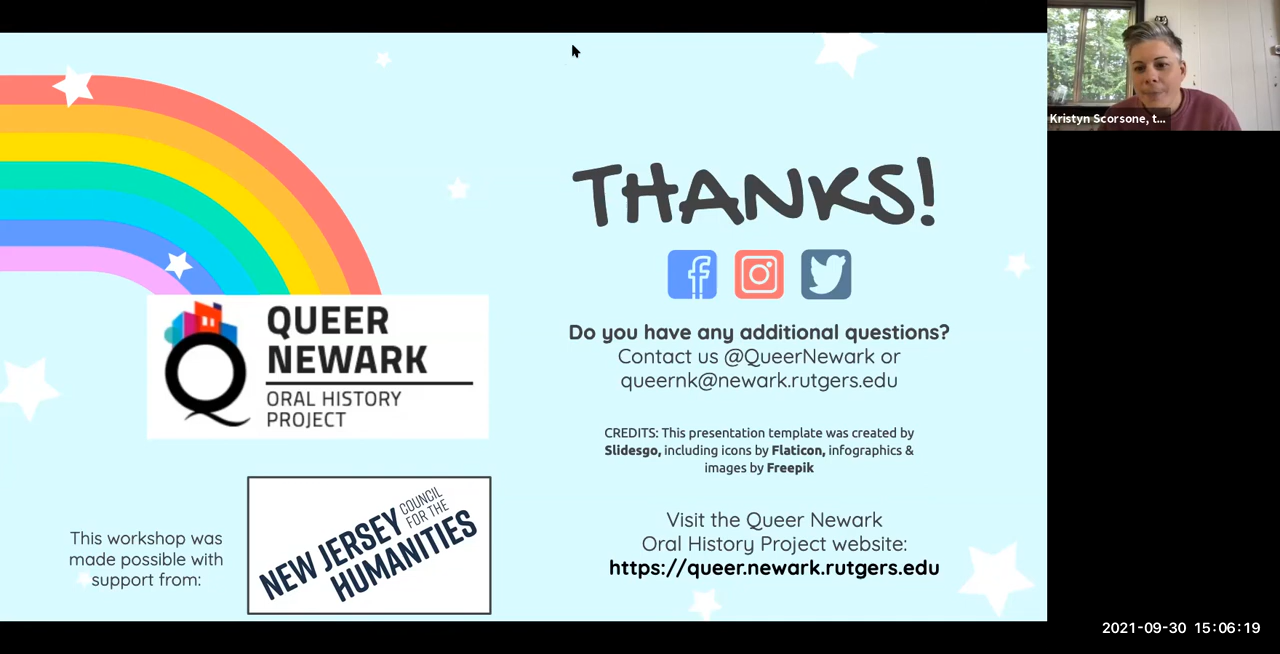 THANKS!
Do you have any additional questions?
Contact us @QueerNewark or
queernk@newark.rutgers.edu
CREDITS: This presentation template was created by
Slidesgo, including icons by Flaticon, infographics &
images by Freepik
Visit the Queer Newark
Oral History Project website:
https://queer.newark.rutgers.edu
QUEER
NEWARK
ORAL HISTORY
PROJECT
This workshop was
made possible with
support from:
NEW JERSEY COUNCIL
FOR THE
HUMANITIES
Kristyn Scorsone, t...
2021-09-30 15:06:19